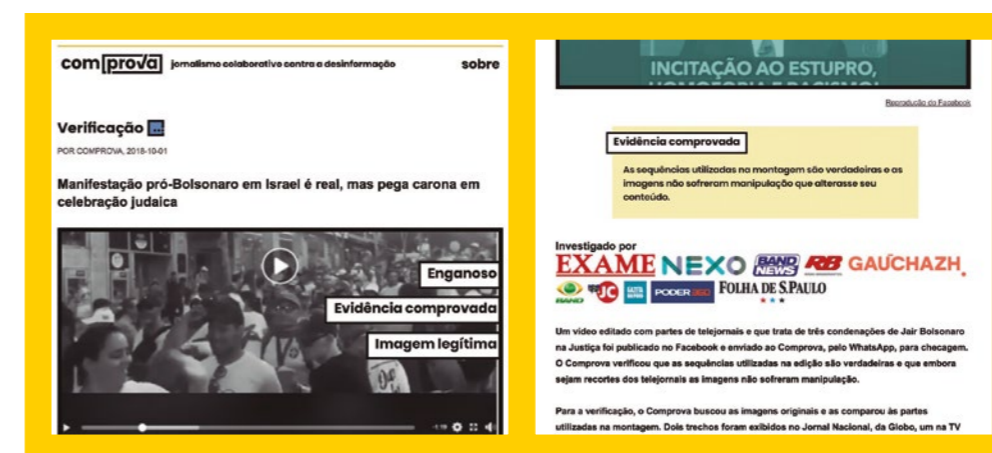 com prova jornalismo colaborativo contra a desinformação sobre
Verificação
POR COMPROVA, 2018-10-01
Manifestação pró-Bolsonaro em Israel é real, mas pega carona em
celebração judaica
Enganoso
Evidência comprovada
Imagem legítima
INCITAÇÃO AO ESTUPRO,
Reprodução do Facebook
Evidência comprovada
As sequências utilizadas na montagem são verdadeiras e as
imagens não sofreram manipulação que alterasse seu
conteúdo.
Investigado por
EXAME NEXO BAND NEWS RB GAÚCHAZH.
BAND JC PODER 360 FOLHA DE S.PAULO
Um vídeo editado com partes de telejornais e que trata de três condenações de Jair Bolsonaro
na Justiça foi publicado no Facebook e enviado ao Comprova, pelo WhatsApp, para checagem.
O Comprova verificou que as sequências utilizadas na edição são verdadeiras e que embora
sejam recortes dos telejornais as imagens não sofreram manipulação.
Para a verificação, o Comprova buscou as imagens originais e as comparou às partes
utilizadas na montagem. Dois trechos foram exibidos no Jornal Nacional, da Globo, um na TV